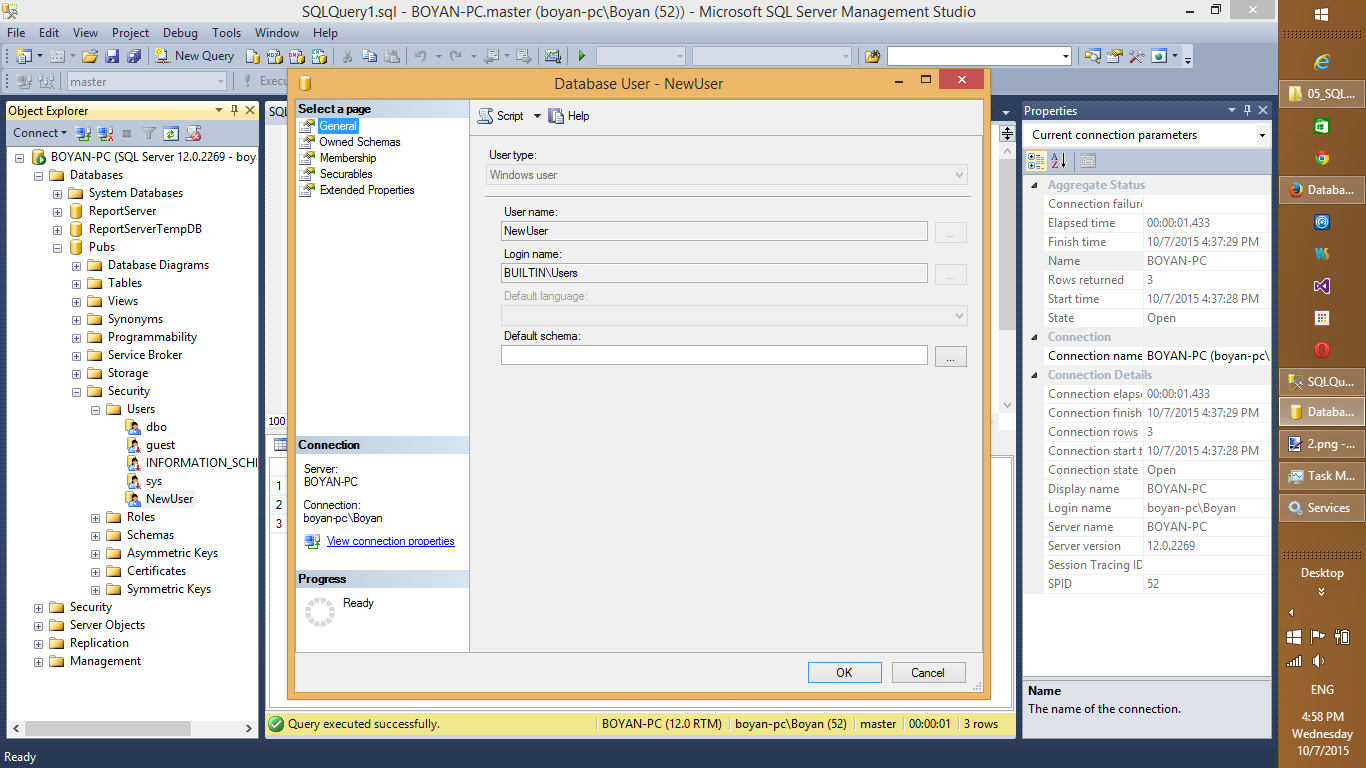 SQLQuery1.sql - BOYAN-PC.master (boyan-pc\Boyan (52)) - Microsoft SQL Server Management Studio
File Edit View Project Debug Tools Window Help
New Query
master
Execu
Object Explorer
Connect
BOYAN-PC (SQL Server 12.0.2269 - boy
Databases
System Databases
ReportServer
ReportServerTempDB
Pubs
Database Diagrams
Tables
Views
Synonyms
Programmability
Service Broker
Storage
Security
Users
dbo
guest
INFORMATION_SCHE
sys
NewUser
Roles
Schemas
Asymmetric Keys
Certificates
Symmetric Keys
Security
Server Objects
Replication
Management
SQL
100
1
2
3
Database User - NewUser
Select a page
General
Owned Schemas
Membership
Securables
Extended Properties
Connection
Server:
BOYAN-PC
Connection:
boyan-pc\Boyan
View connection properties
Progress
Ready
Script Help
User type:
Windows user
User name:
NewUser
...
Login name:
BUILTIN\Users
...
Default language:
Default schema:
...
OK Cancel
Query executed successfully. BOYAN-PC (12.0 RTM) boyan-pc\Boyan (52) master 00:00:01 3 rows
Properties
Current connection parameters
Aggregate Status
Connection failure
Elapsed time 00:00:01.433
Finish time 10/7/2015 4:37:29 PM
Name BOYAN-PC
Rows returned 3
Start time 10/7/2015 4:37:28 PM
State Open
Connection
Connection name BOYAN-PC (boyan-pc\
Connection Details
Connection elapse 00:00:01.433
Connection finish 10/7/2015 4:37:29 PM
Connection rows 3
Connection start t 10/7/2015 4:37:28 PM
Connection state Open
Display name BOYAN-PC
Login name boyan-pc\Boyan
Server name BOYAN-PC
Server version 12.0.2269
Session Tracing ID
SPID 52
Name
The name of the connection.
Ready
05_SQL...
Databa...
SQLQu...
Databa...
2.png -...
Task M...
Services
Desktop
ENG
4:58 PM
Wednesday
10/7/2015